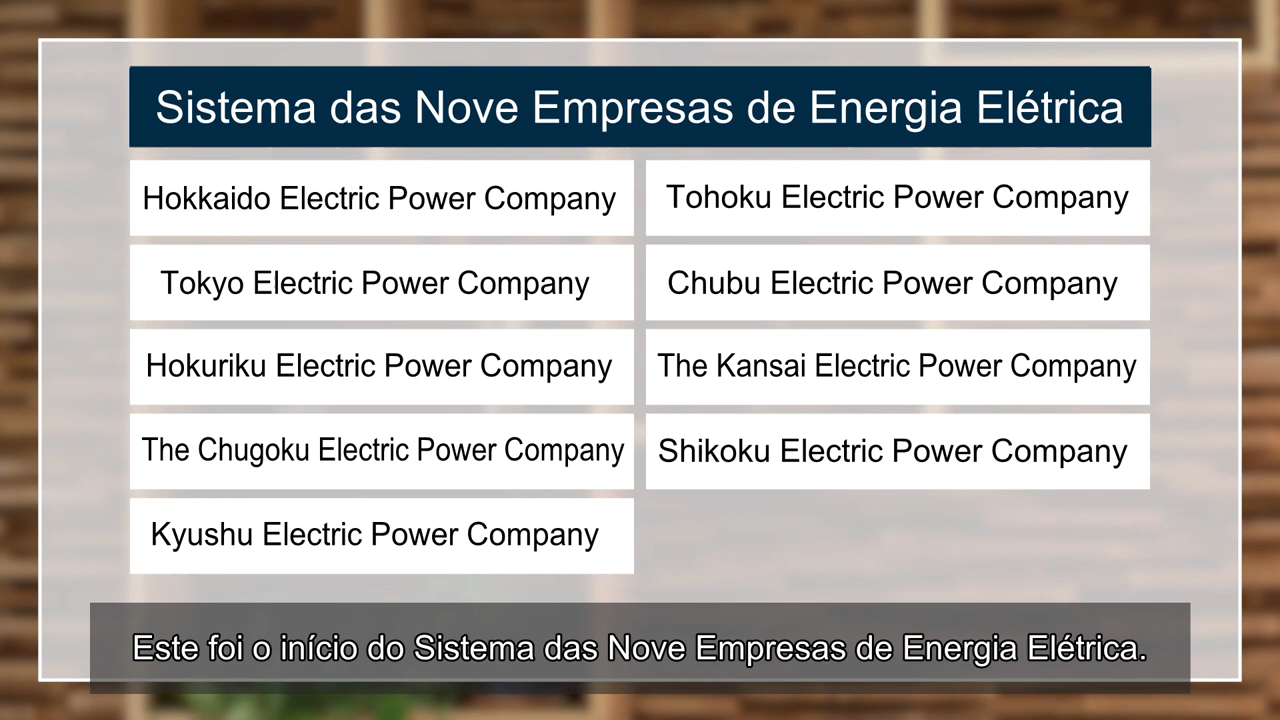 Sistema das Nove Empresas de Energia Elétrica
Hokkaido Electric Power Company
Tohoku Electric Power Company
Tokyo Electric Power Company
Chubu Electric Power Company
Hokuriku Electric Power Company
The Kansai Electric Power Company
The Chugoku Electric Power Company
Shikoku Electric Power Company
Kyushu Electric Power Company
Este foi o início do Sistema das Nove Empresas de Energia Elétrica.